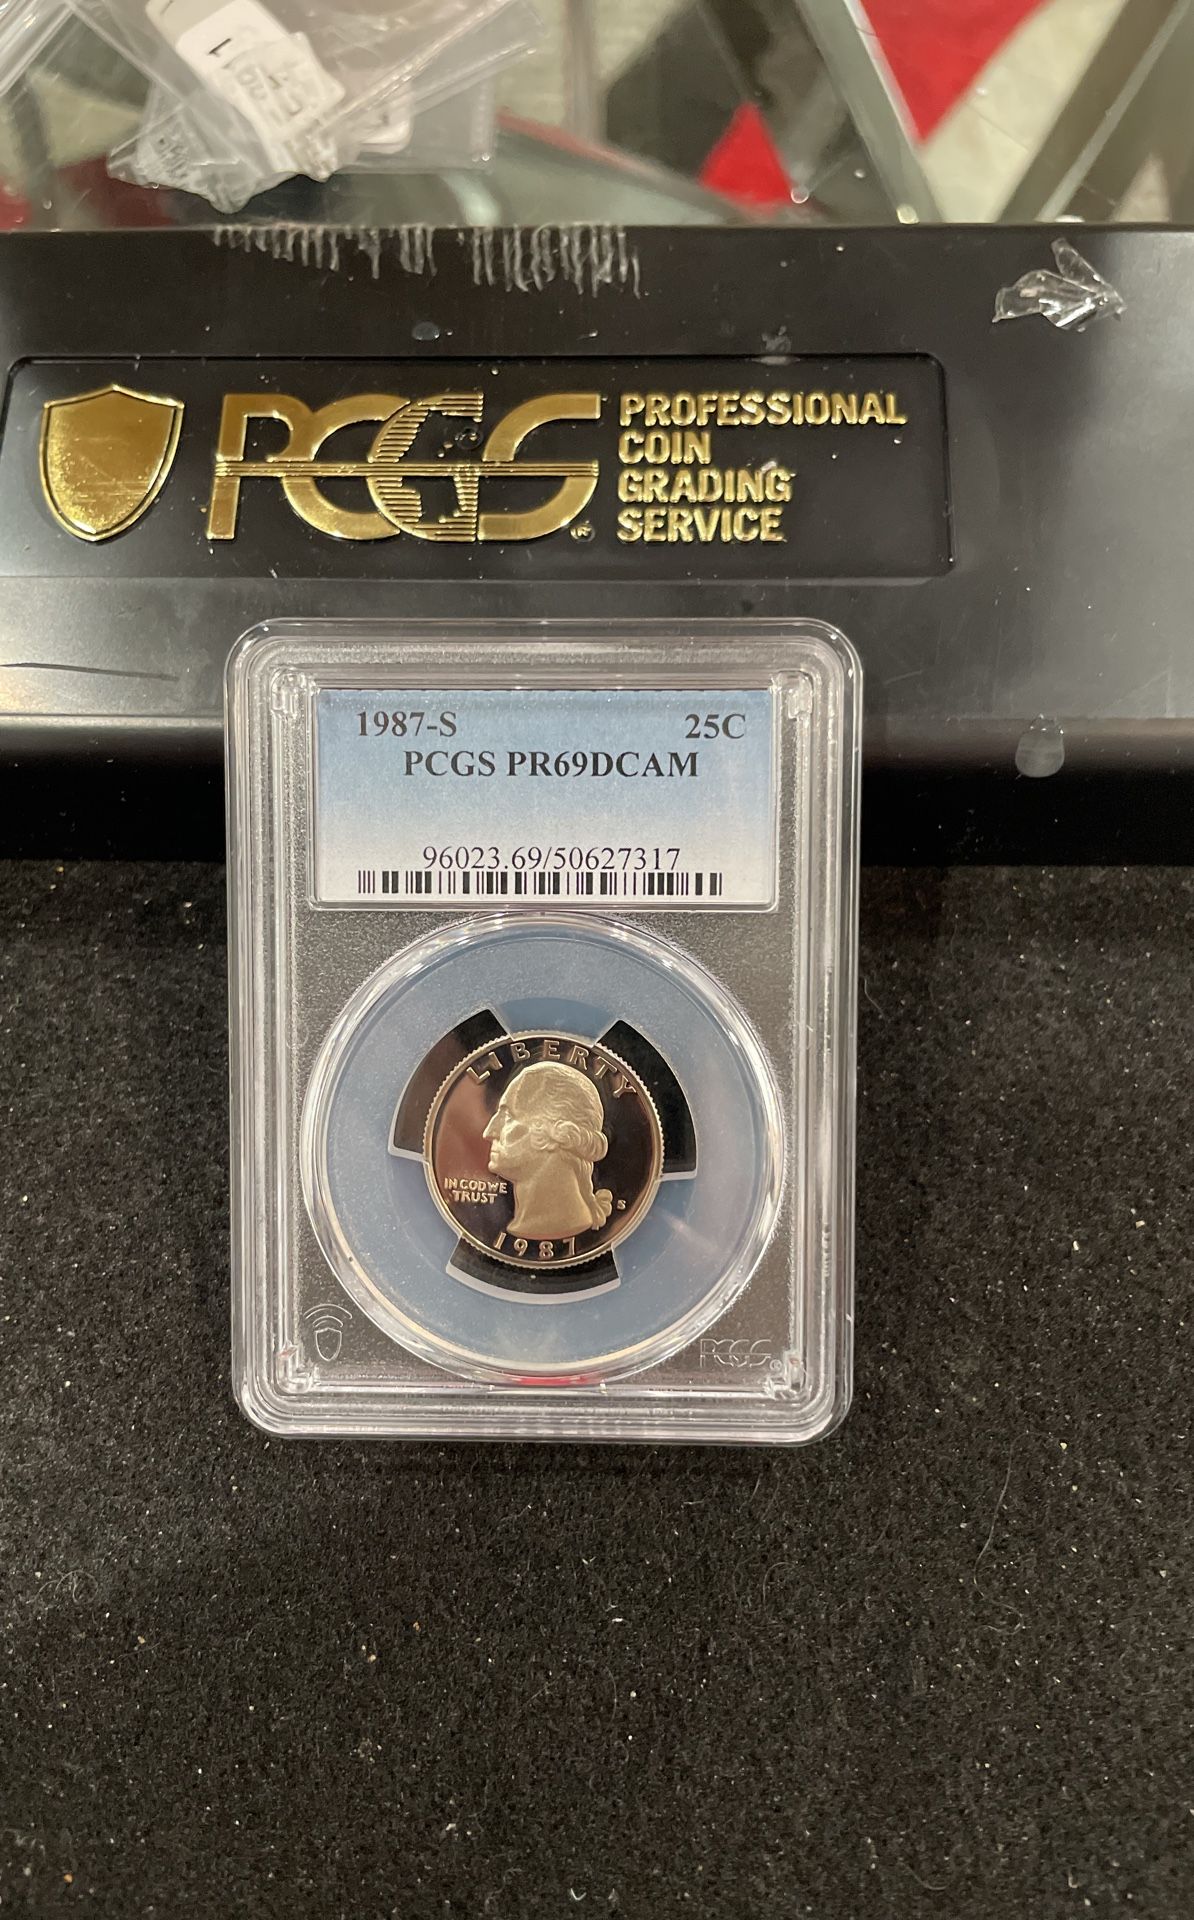 PCGS®
PROFESSIONAL
COIN
GRADING
SERVICE
1987-S 25C
PCGS PR69DCAM
96023.69/50627317
LIBERTY
IN GOD WE
TRUST
S
1987
PCGS